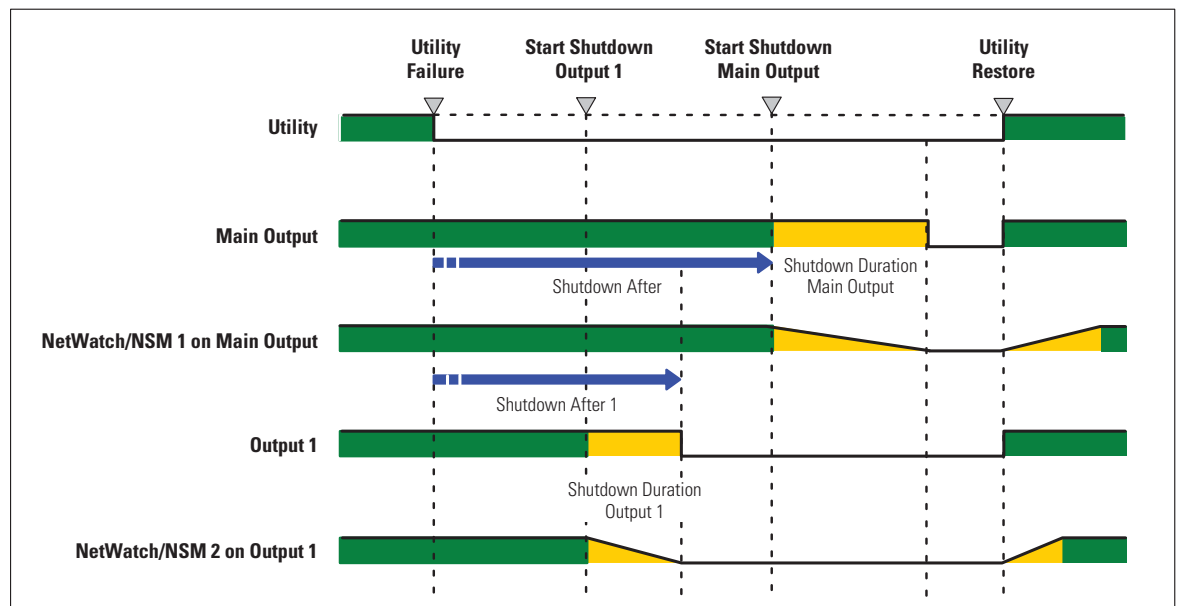 Utility
Failure
Start Shutdown
Output 1
Start Shutdown
Main Output
Utility
Restore
Utility
Main Output
Shutdown After
Shutdown Duration
Main Output
NetWatch/NSM 1 on Main Output
Shutdown After 1
Output 1
Shutdown Duration
Output 1
NetWatch/NSM 2 on Output 1